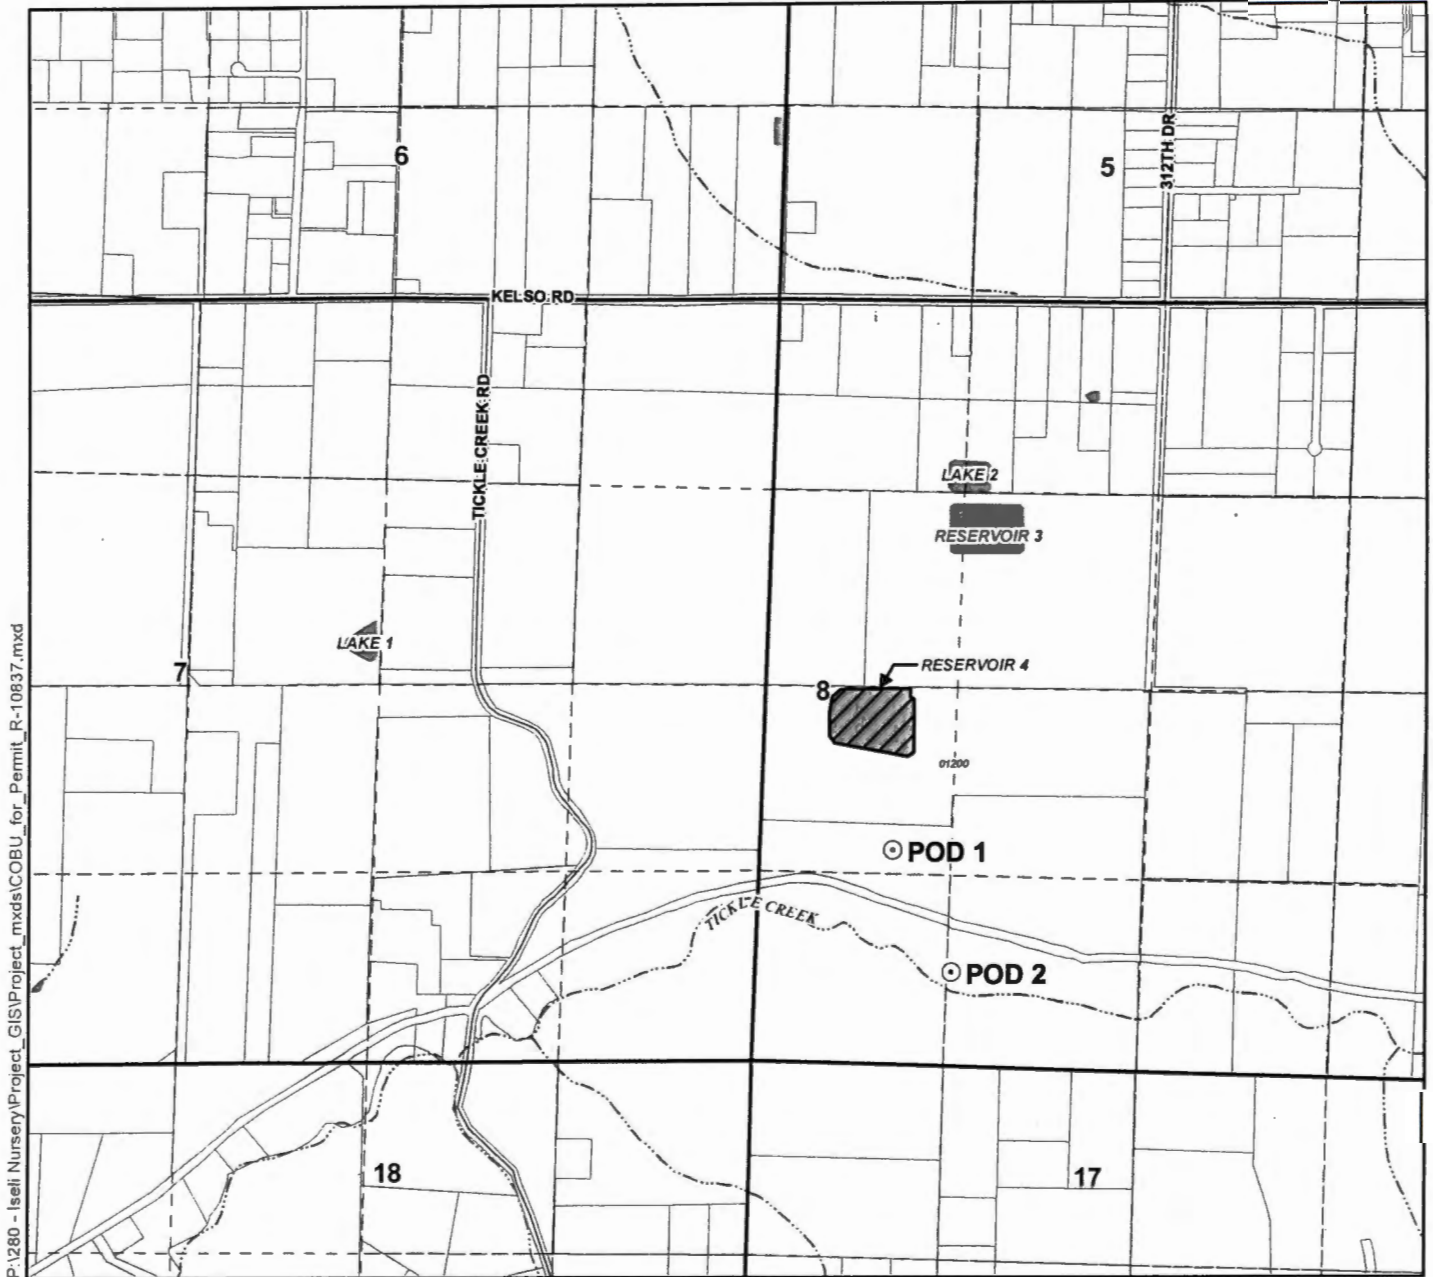 6
5
312TH DR
KELSO RD
TICKLE CREEK RD
LAKE 2
RESERVOIR 3
LAKE 1
7
RESERVOIR 4
8
01200
POD 1
TICKLE CREEK
POD 2
18
17
P:\280 - Iseli Nursery\Project_GIS\Project_mxds\COBU_for_Permit_R-10837.mxd